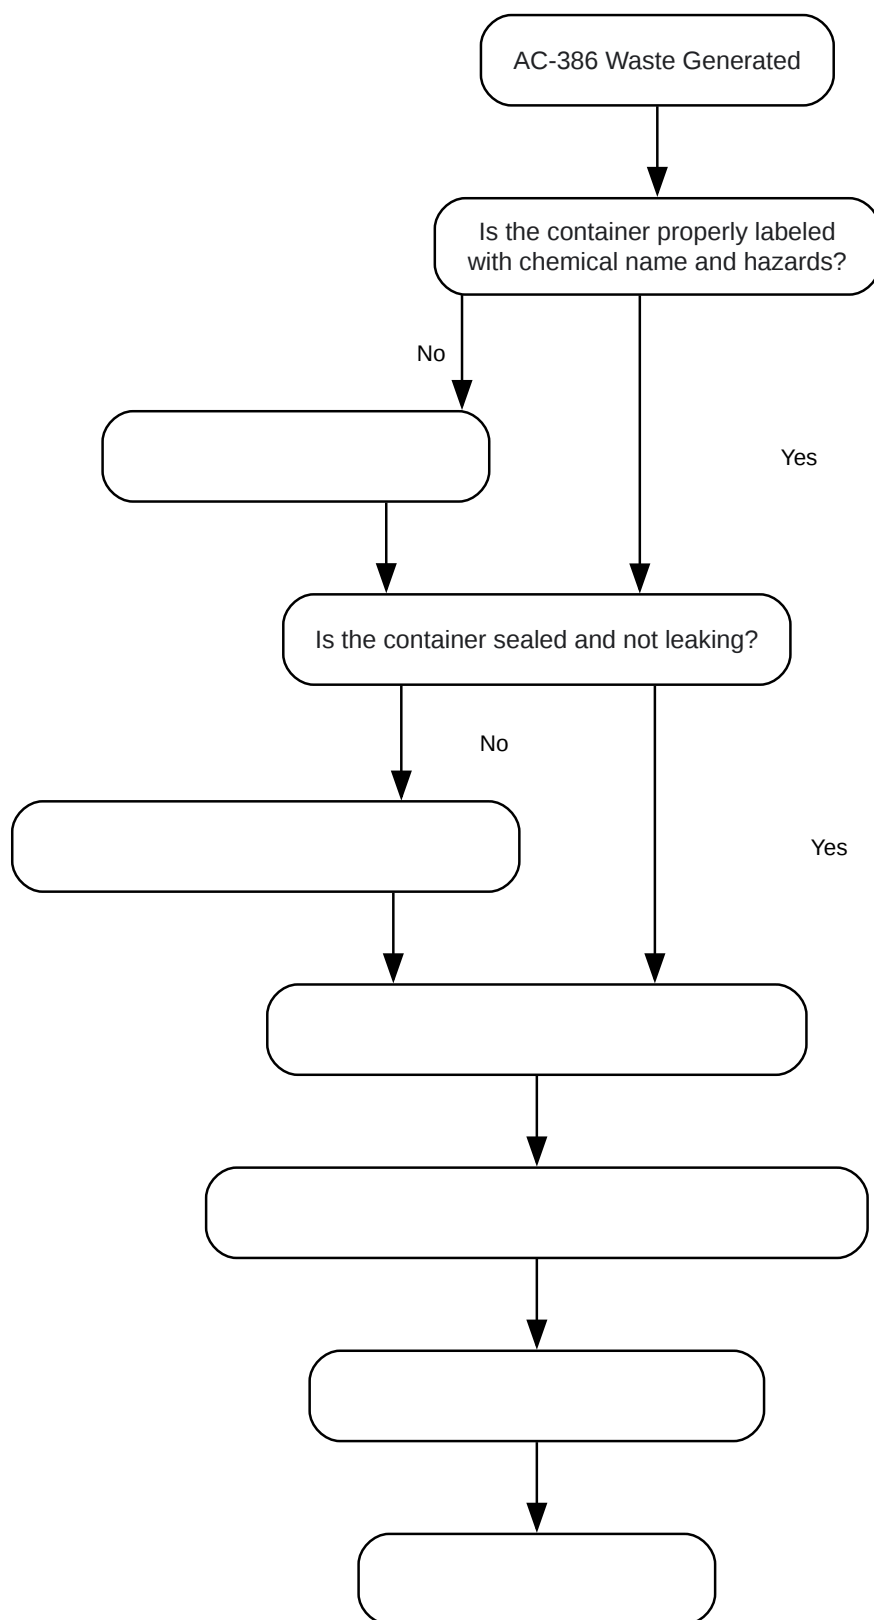 AC-386 Waste Generated
Is the container properly labeled
with chemical name and hazards?
No
Yes
Is the container sealed and not leaking?
No
Yes